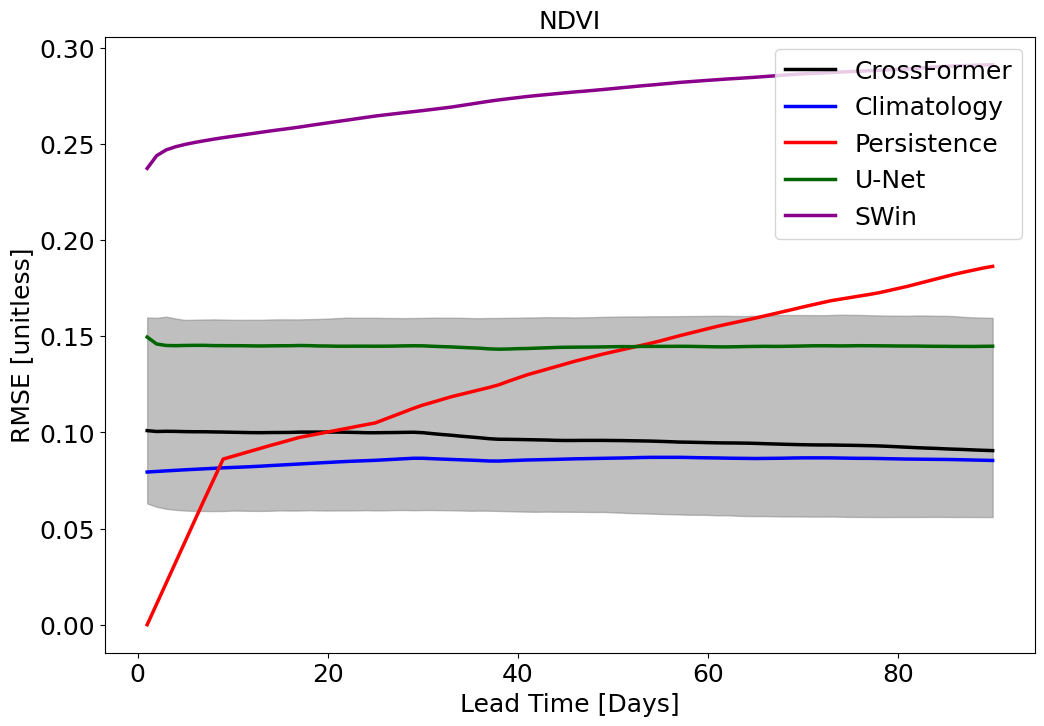 NDVI
0.30
0.25
0.20
0.15
0.10
0.05
0.00
RMSE [unitless]
0
20
40
60
80
Lead Time [Days]
CrossFormer
Climatology
Persistence
U-Net
SWin